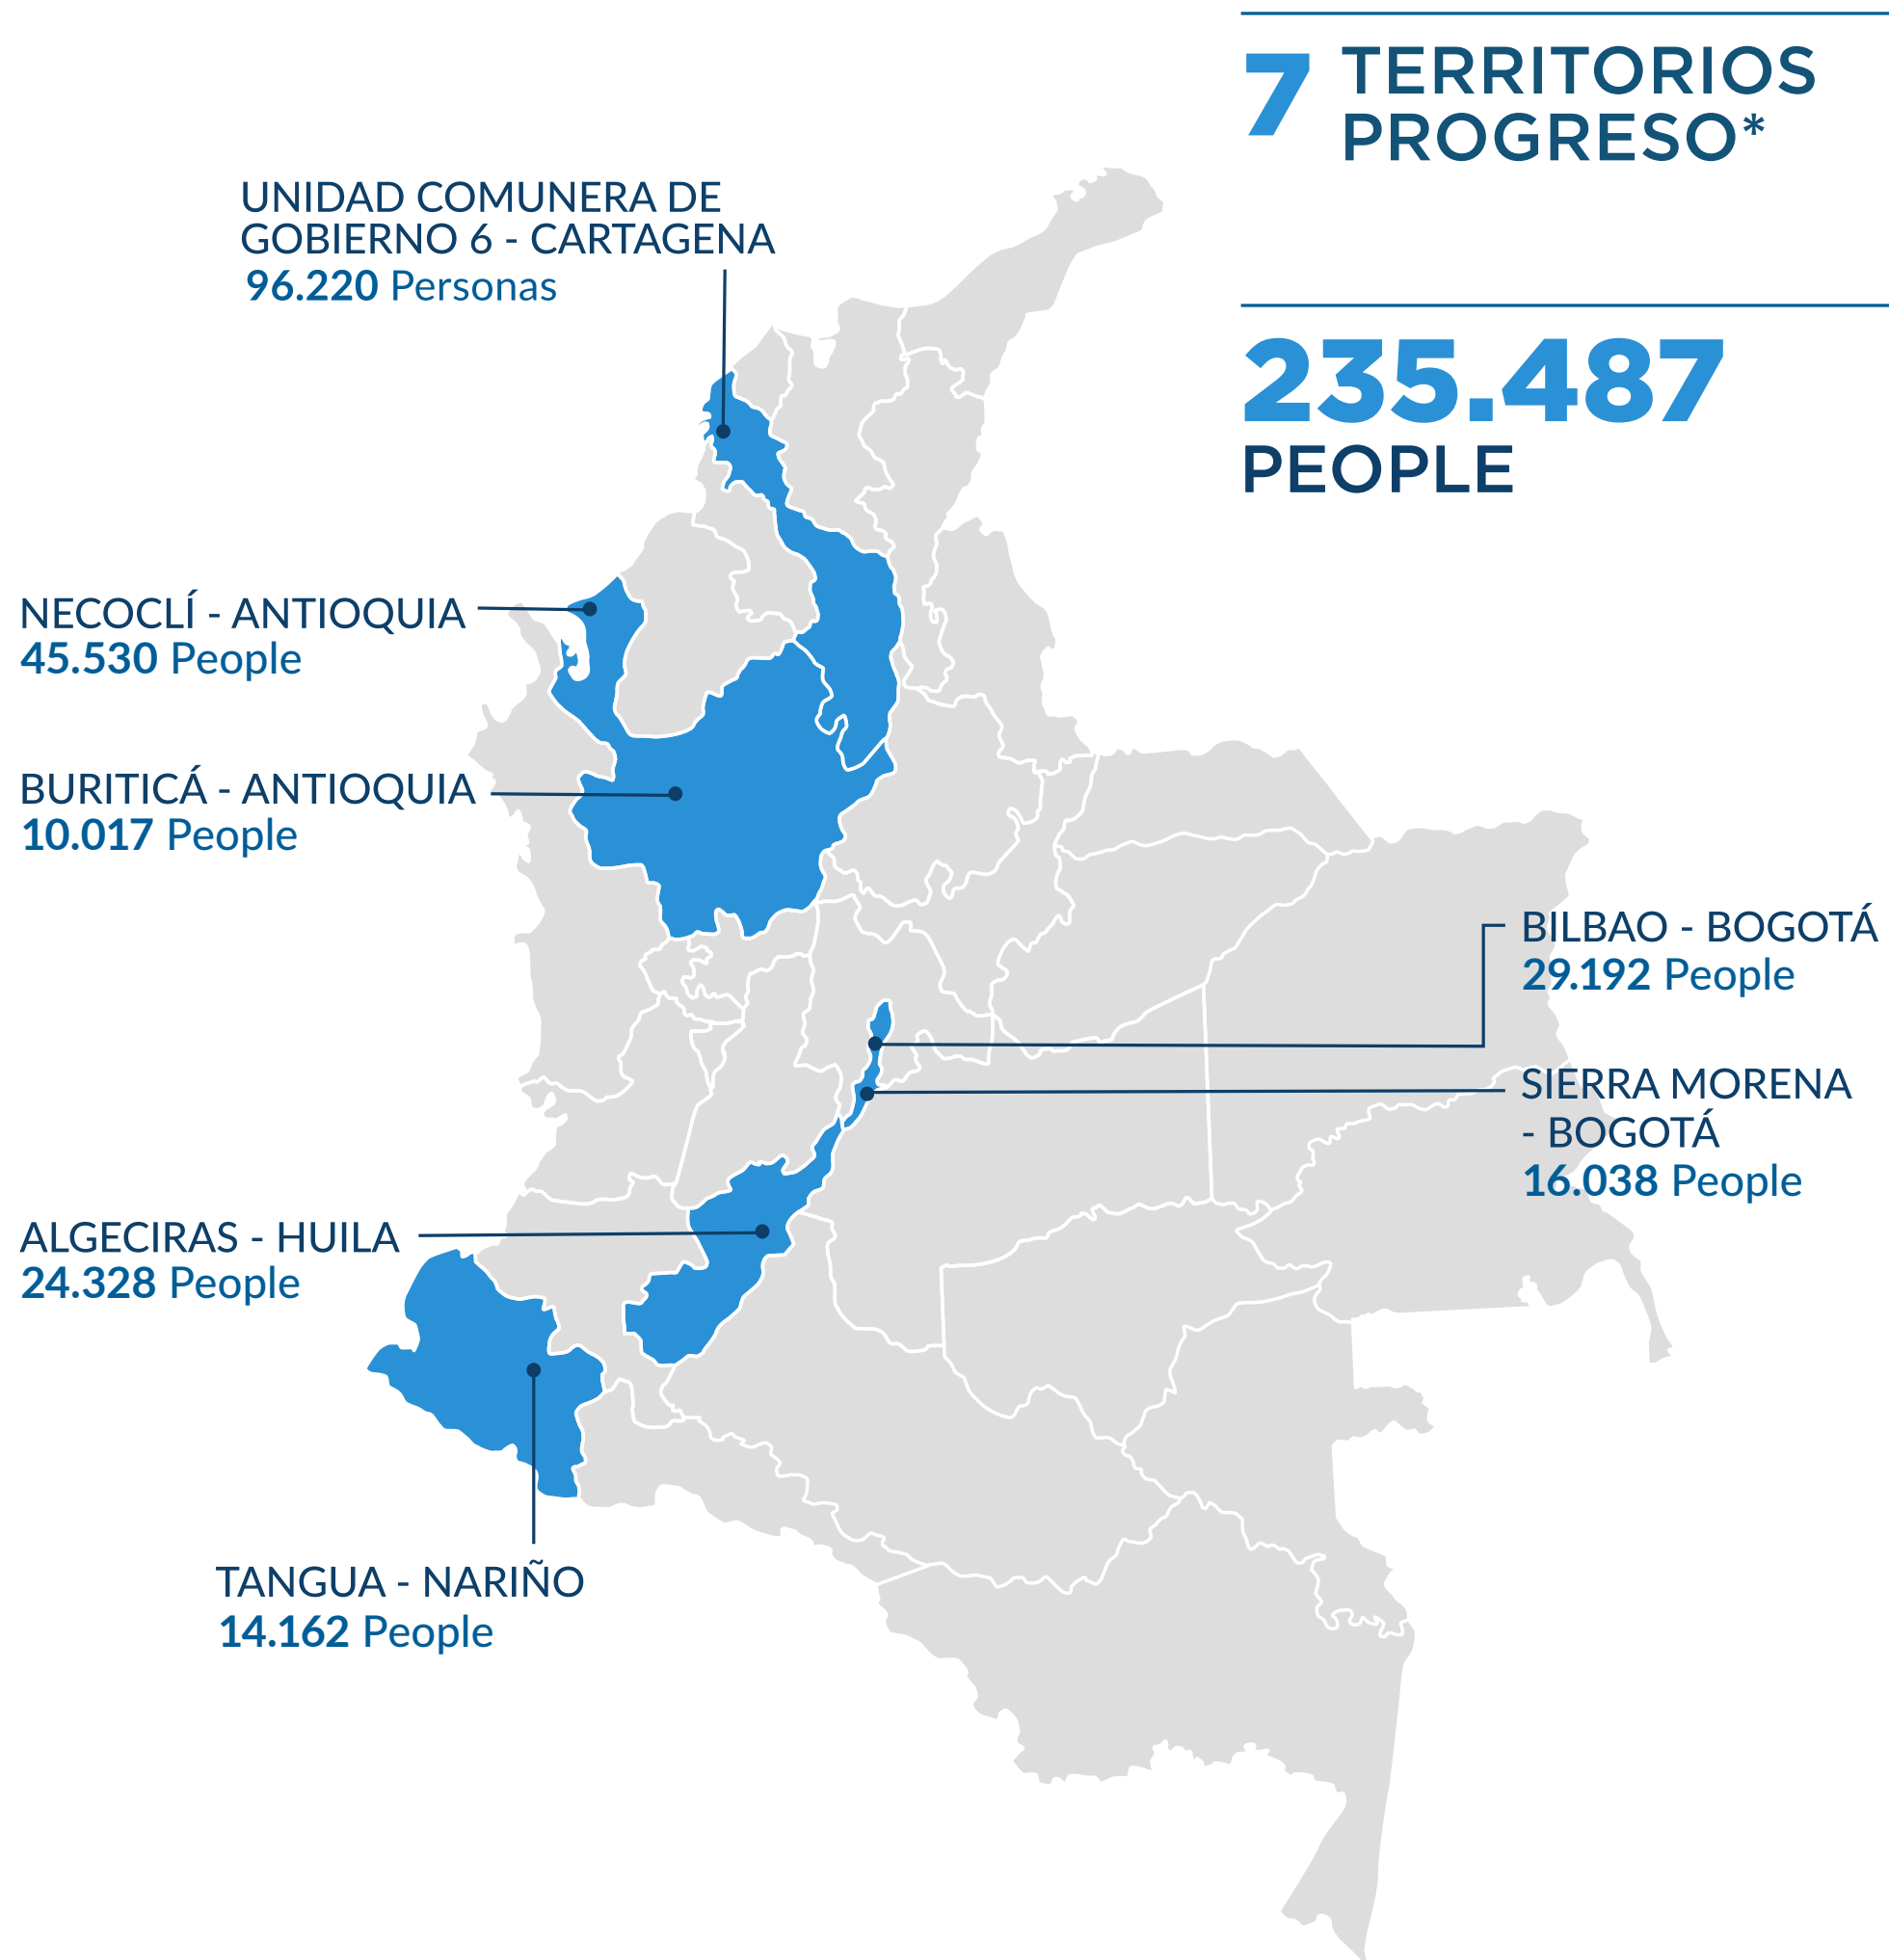 7 TERRITORIOS
PROGRESO*
235.487
PEOPLE
UNIDAD COMUNERA DE
GOBIERNO 6 - CARTAGENA
96.220 Personas
NECOCLÍ - ANTIOQUIA
45.530 People
BURITICÁ - ANTIOQUIA
10.017 People
BILBAO - BOGOTÁ
29.192 People
SIERRA MORENA
- BOGOTÁ
16.038 People
ALGECIRAS - HUILA
24.328 People
TANGUA - NARIÑO
14.162 People